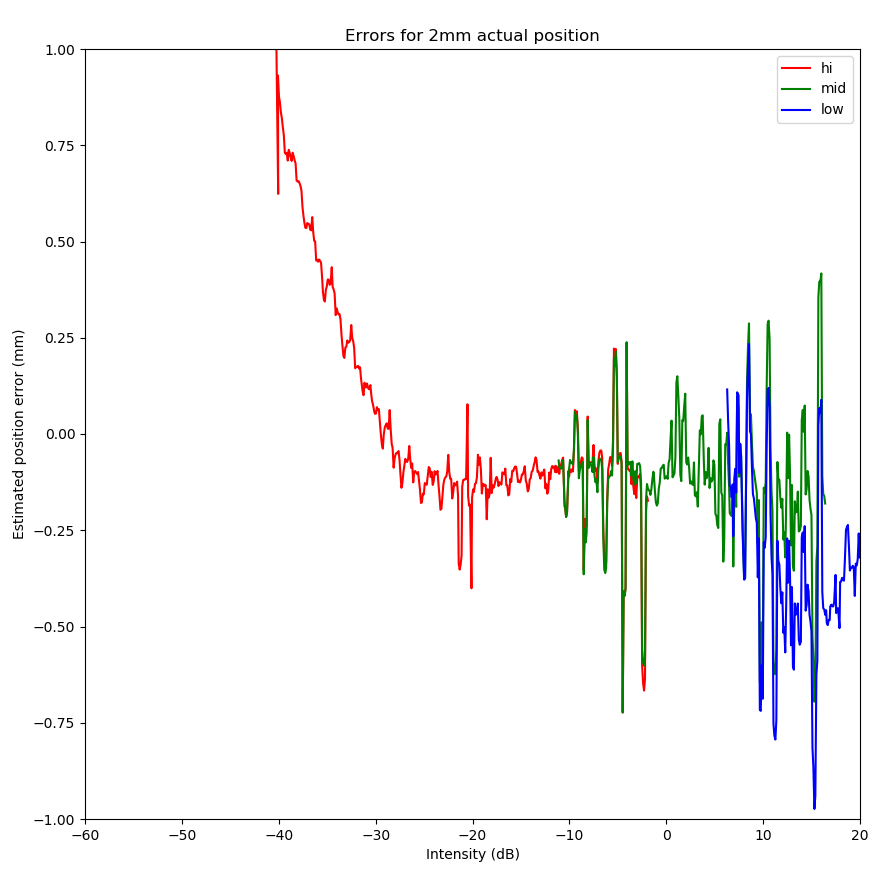 Errors for 2mm actual position
hi
mid
low
1.00
0.75
0.50
0.25
0.00
−0.25
−0.50
−0.75
−1.00
Estimated position error (mm)
−60 −50 −40 −30 −20 −10 0 10 20
Intensity (dB)